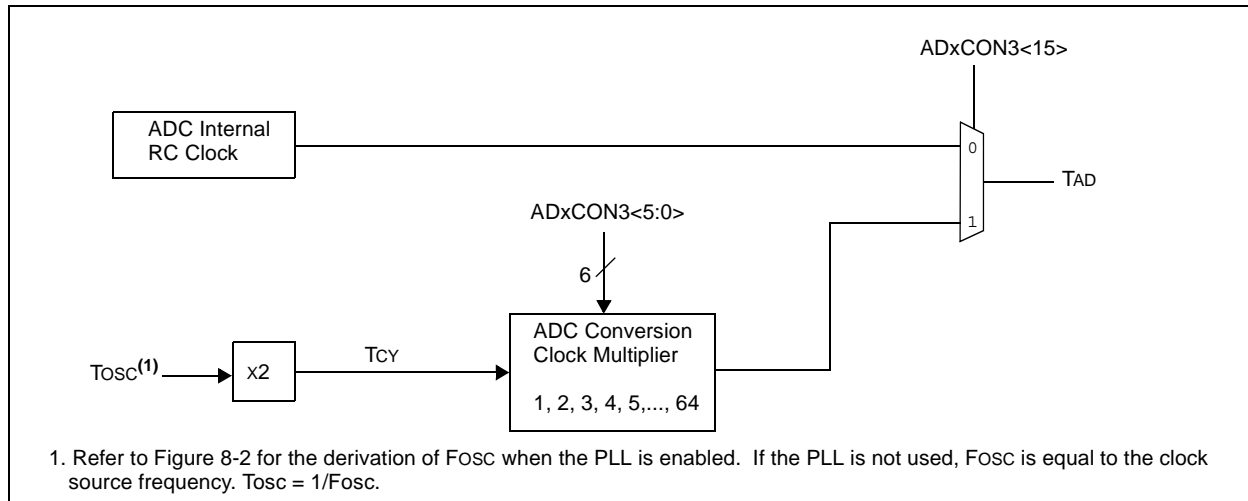 ADxCON3<15>
ADC Internal
RC Clock
0
TAD
ADxCON3<5:0>
1
6
ADC Conversion
Clock Multiplier
TOSC(1)
X2
TCY
1, 2, 3, 4, 5,..., 64
1. Refer to Figure 8-2 for the derivation of FOSC when the PLL is enabled. If the PLL is not used, FOSC is equal to the clock
source frequency. Tosc = 1/Fosc.